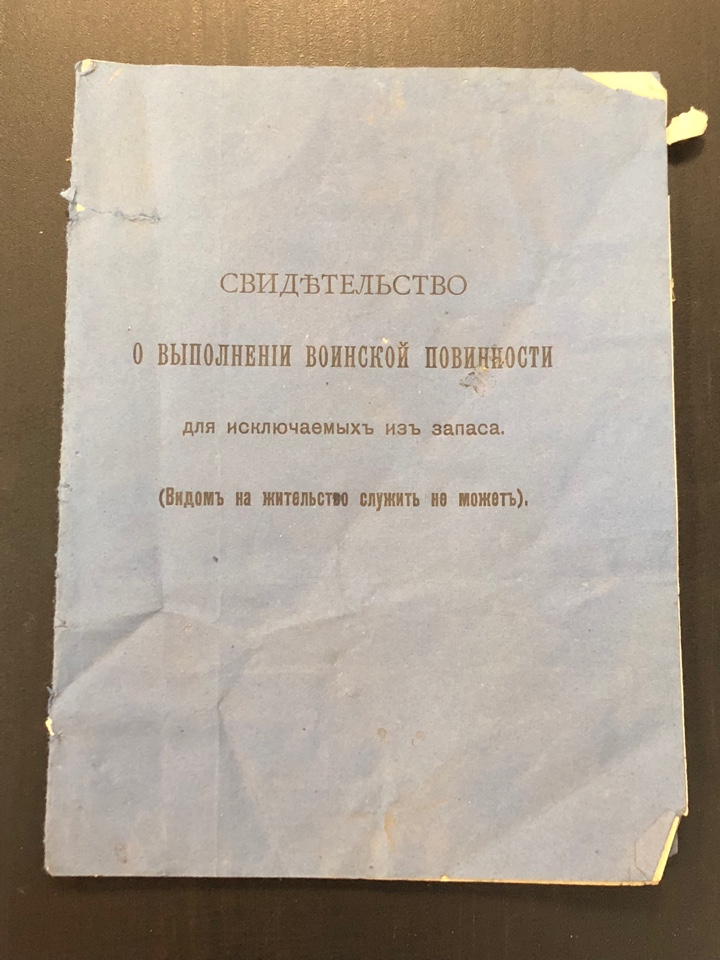 СВИДѢТЕЛЬСТВО
О ВЫПОЛНЕНІИ ВОИНСКОЙ ПОВИННОСТИ
для исключаемыхъ изъ запаса.
(Видомъ на жительство служить не можетъ).